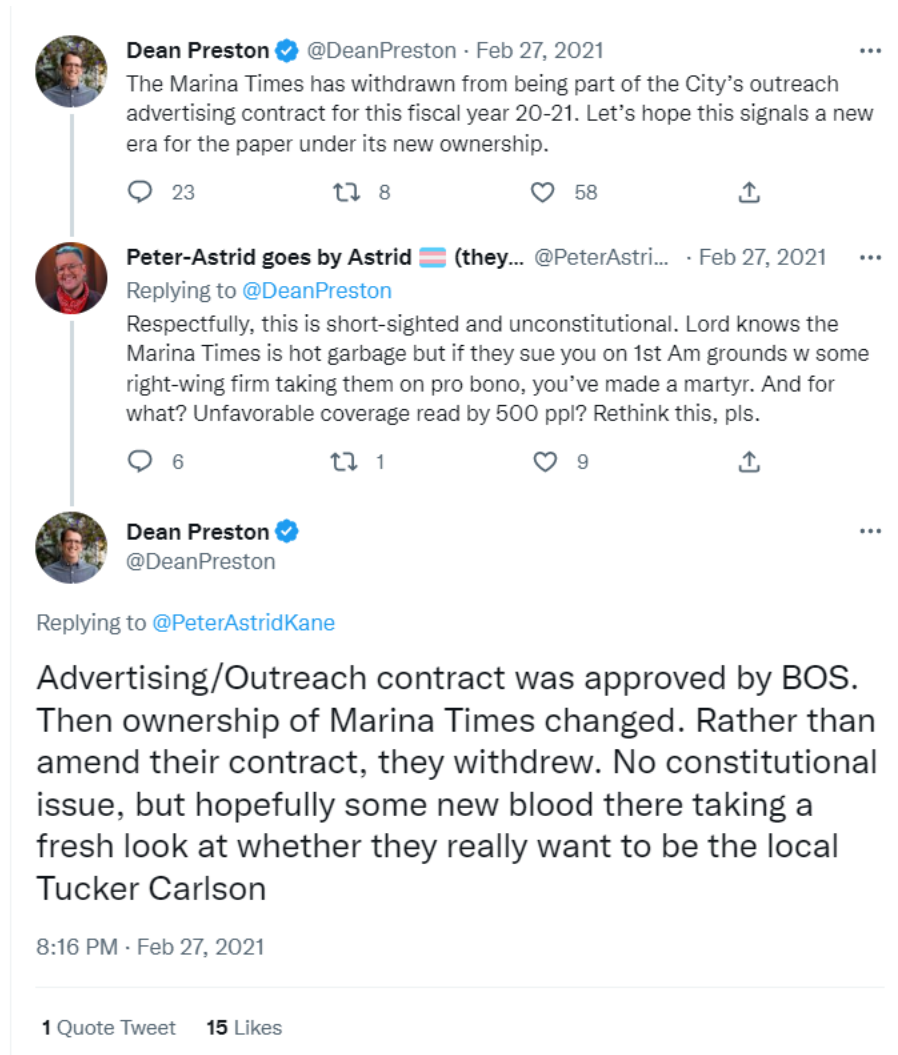 Dean Preston @DeanPreston · Feb 27, 2021
The Marina Times has withdrawn from being part of the City's outreach
advertising contract for this fiscal year 20-21. Let's hope this signals a new
era for the paper under its new ownership.
23 8 58
Peter-Astrid goes by Astrid (they... @PeterAstri... · Feb 27, 2021
Replying to @DeanPreston
Respectfully, this is short-sighted and unconstitutional. Lord knows the
Marina Times is hot garbage but if they sue you on 1st Am grounds w some
right-wing firm taking them on pro bono, you've made a martyr. And for
what? Unfavorable coverage read by 500 ppl? Rethink this, pls.
6 1 9
Dean Preston
@DeanPreston
Replying to @PeterAstridKane
Advertising/Outreach contract was approved by BOS.
Then ownership of Marina Times changed. Rather than
amend their contract, they withdrew. No constitutional
issue, but hopefully some new blood there taking a
fresh look at whether they really want to be the local
Tucker Carlson
8:16 PM · Feb 27, 2021
1 Quote Tweet 15 Likes